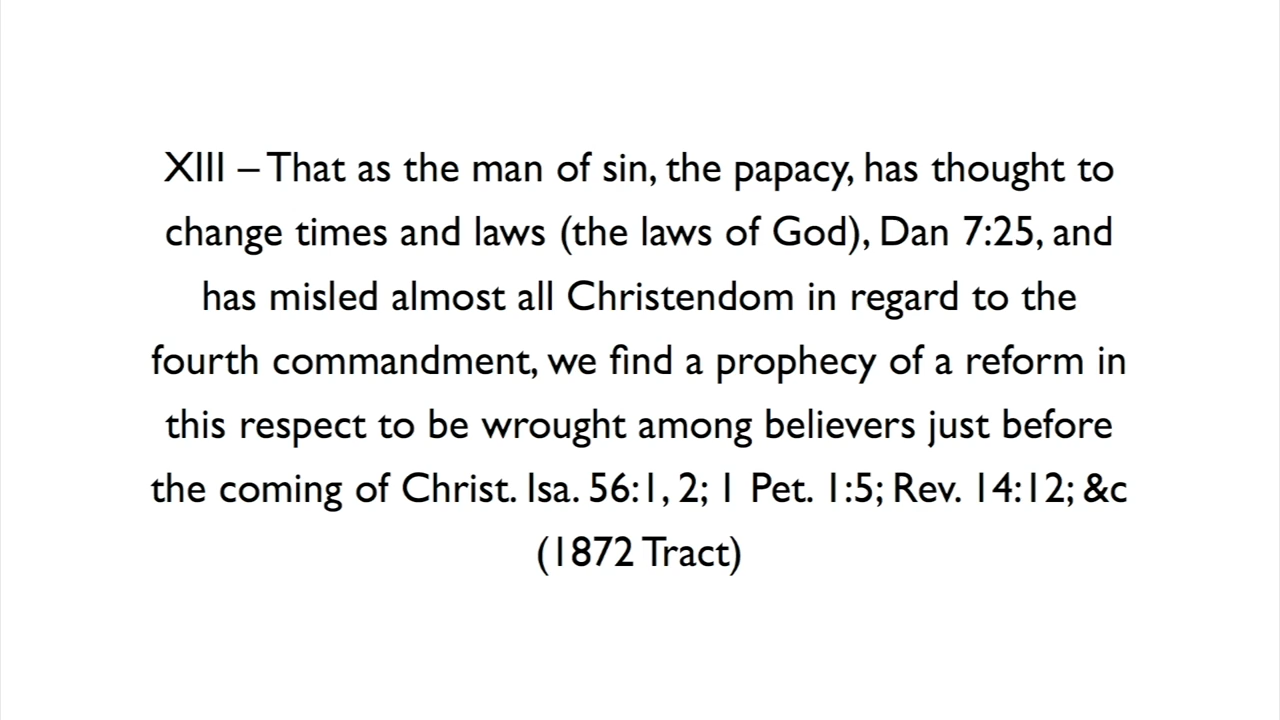 XIII – That as the man of sin, the papacy, has thought to
change times and laws (the laws of God), Dan 7:25, and
has misled almost all Christendom in regard to the
fourth commandment, we find a prophecy of a reform in
this respect to be wrought among believers just before
the coming of Christ. Isa. 56:1, 2; 1 Pet. 1:5; Rev. 14:12; &c
(1872 Tract)